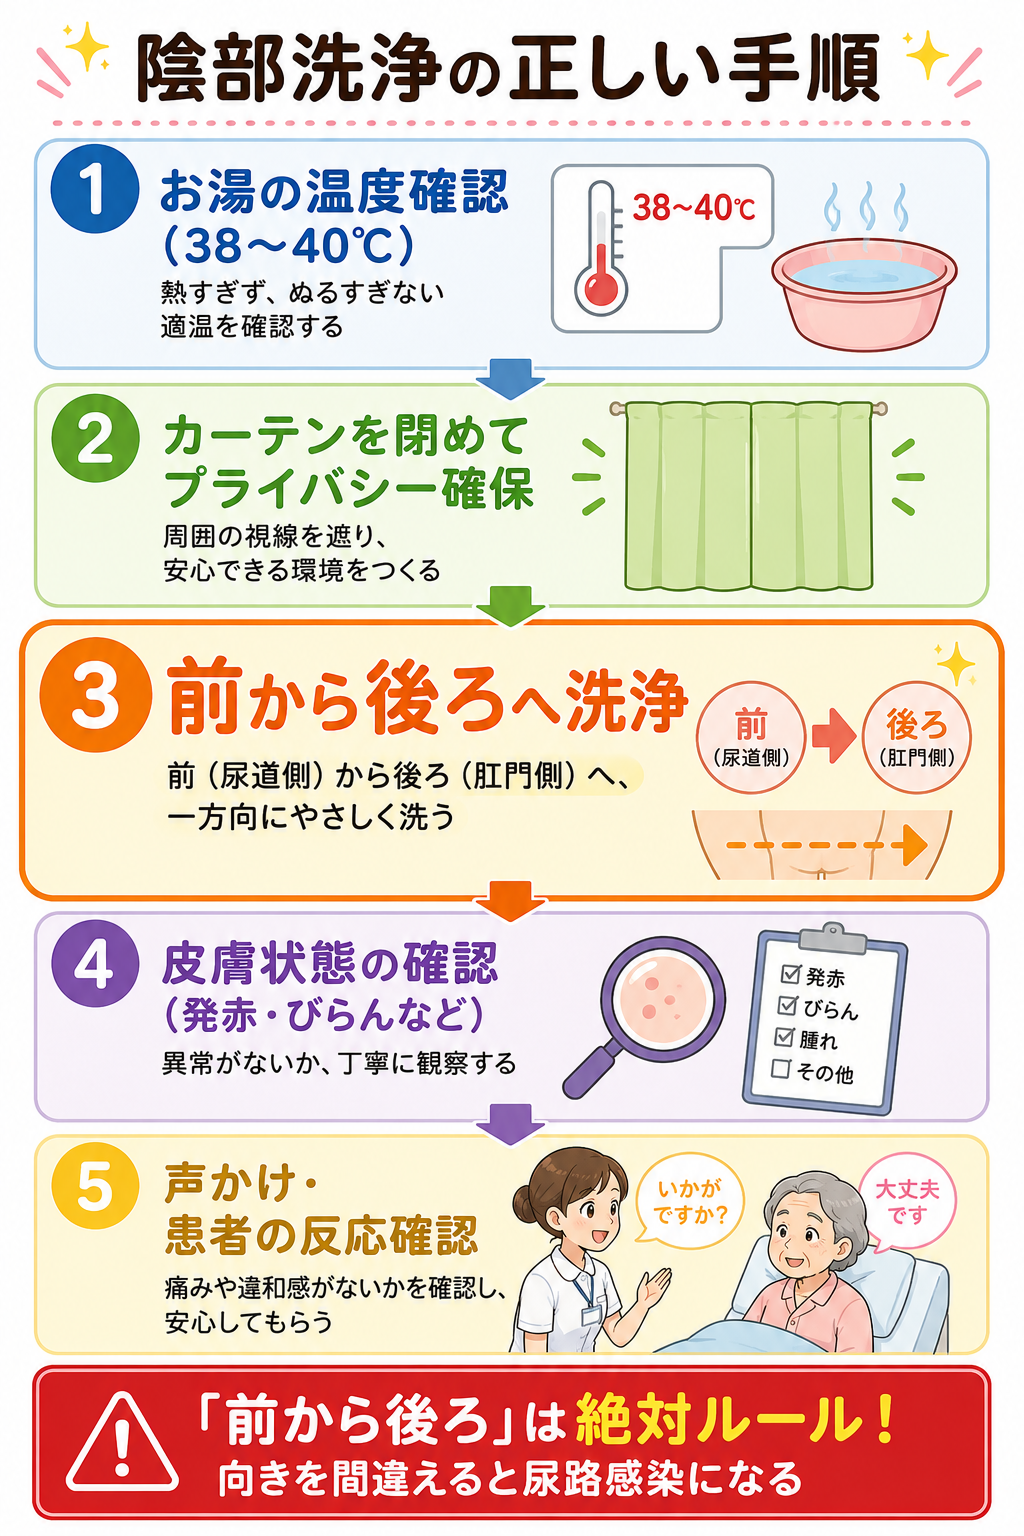 陰部洗浄の正しい手順
1
お湯の温度確認
(38～40℃)
熱すぎず、ぬるすぎない
適温を確認する
38~40℃
2
カーテンを閉めて
プライバシー確保
周囲の視線を遮り、
安心できる環境をつくる
3
前から後ろへ洗浄
前（尿道側）から後ろ（肛門側）へ、
一方向にやさしく洗う
前
(尿道側)
後ろ
(肛門側)
4
皮膚状態の確認
（発赤・びらんなど）
異常がないか、丁寧に観察する
発赤
びらん
腫れ
その他
5
声かけ・
患者の反応確認
痛みや違和感がないかを確認し、
安心してもらう
いかが
ですか?
大丈夫
です
「前から後ろ」は絶対ルール！
向きを間違えると尿路感染になる